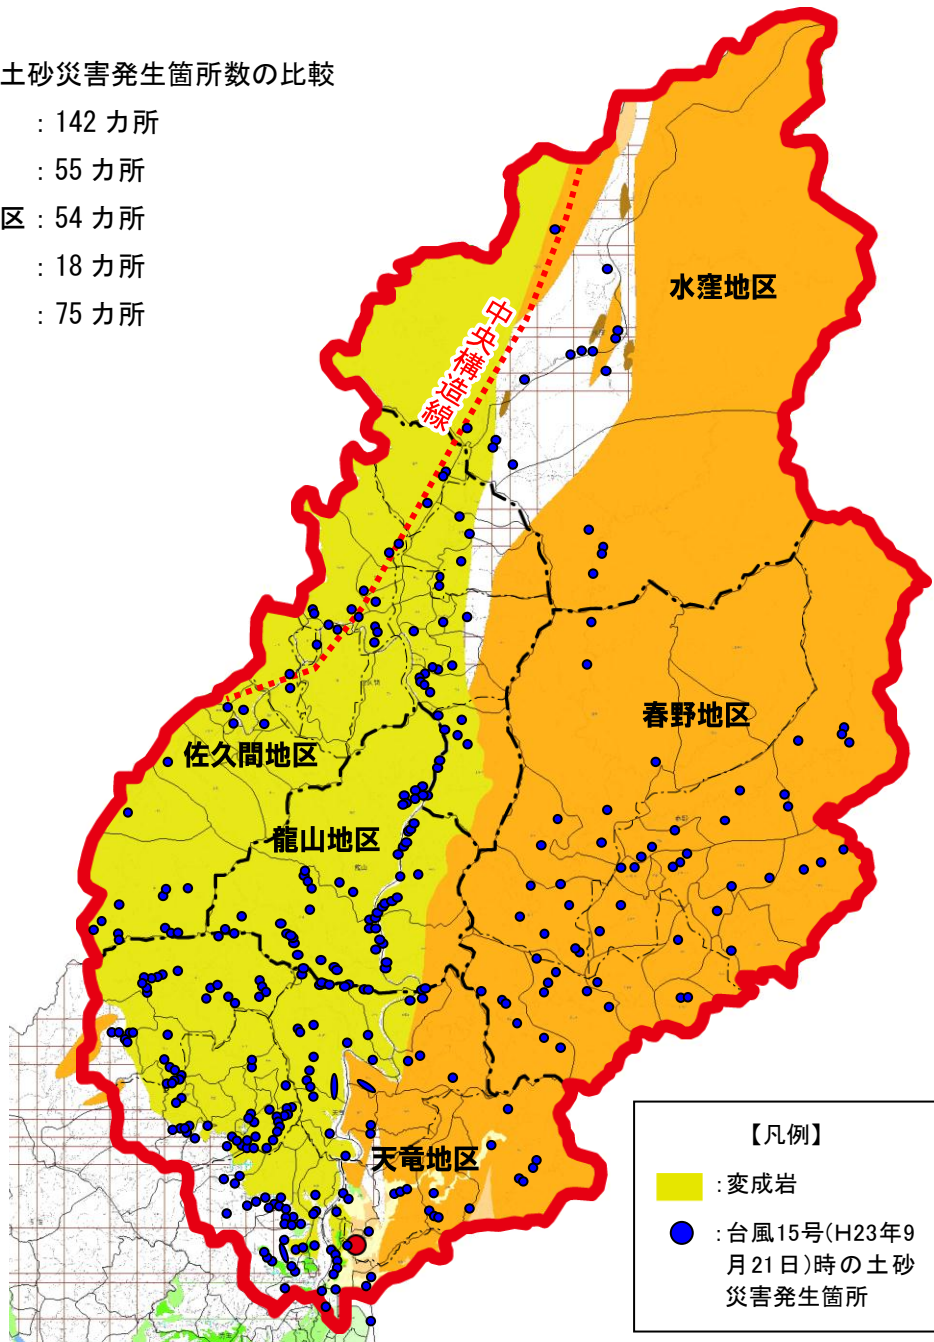 土砂災害発生箇所数の比較
: 142 カ所
: 55 カ所
区 : 54 カ所
: 18 カ所
: 75 カ所
水窪地区
中央構造線
春野地区
佐久間地区
龍山地区
天竜地区
【凡例】
:変成岩
:台風15号(H23年9
月21日)時の土砂
災害発生箇所